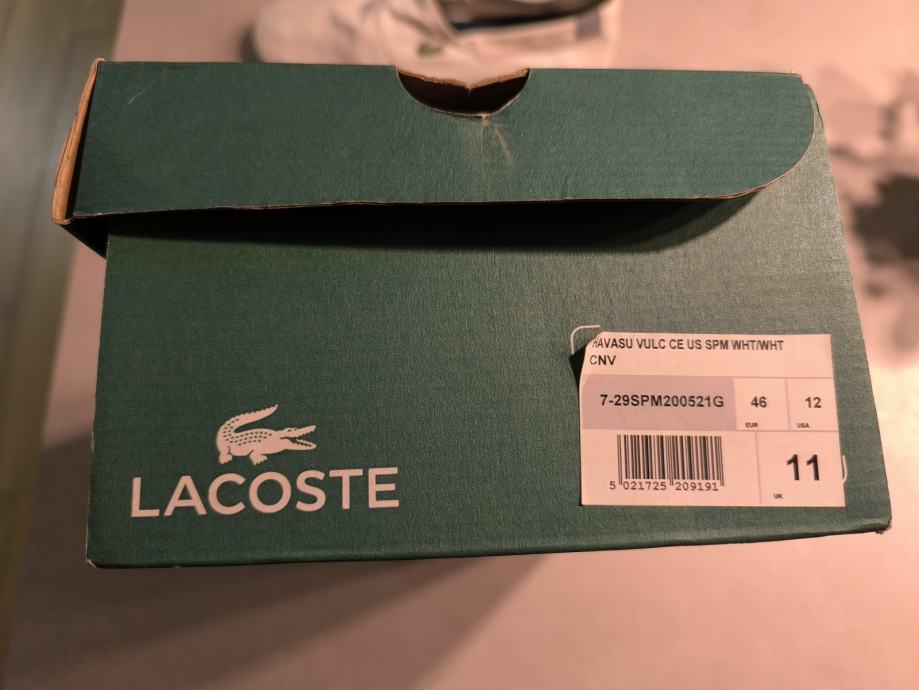 LACOSTE
HAVASU VULC CE US SPM WHT/WHT
CNV
7-29SPM200521G
46
EUR
12
USA
5 021725 209191
11
UK